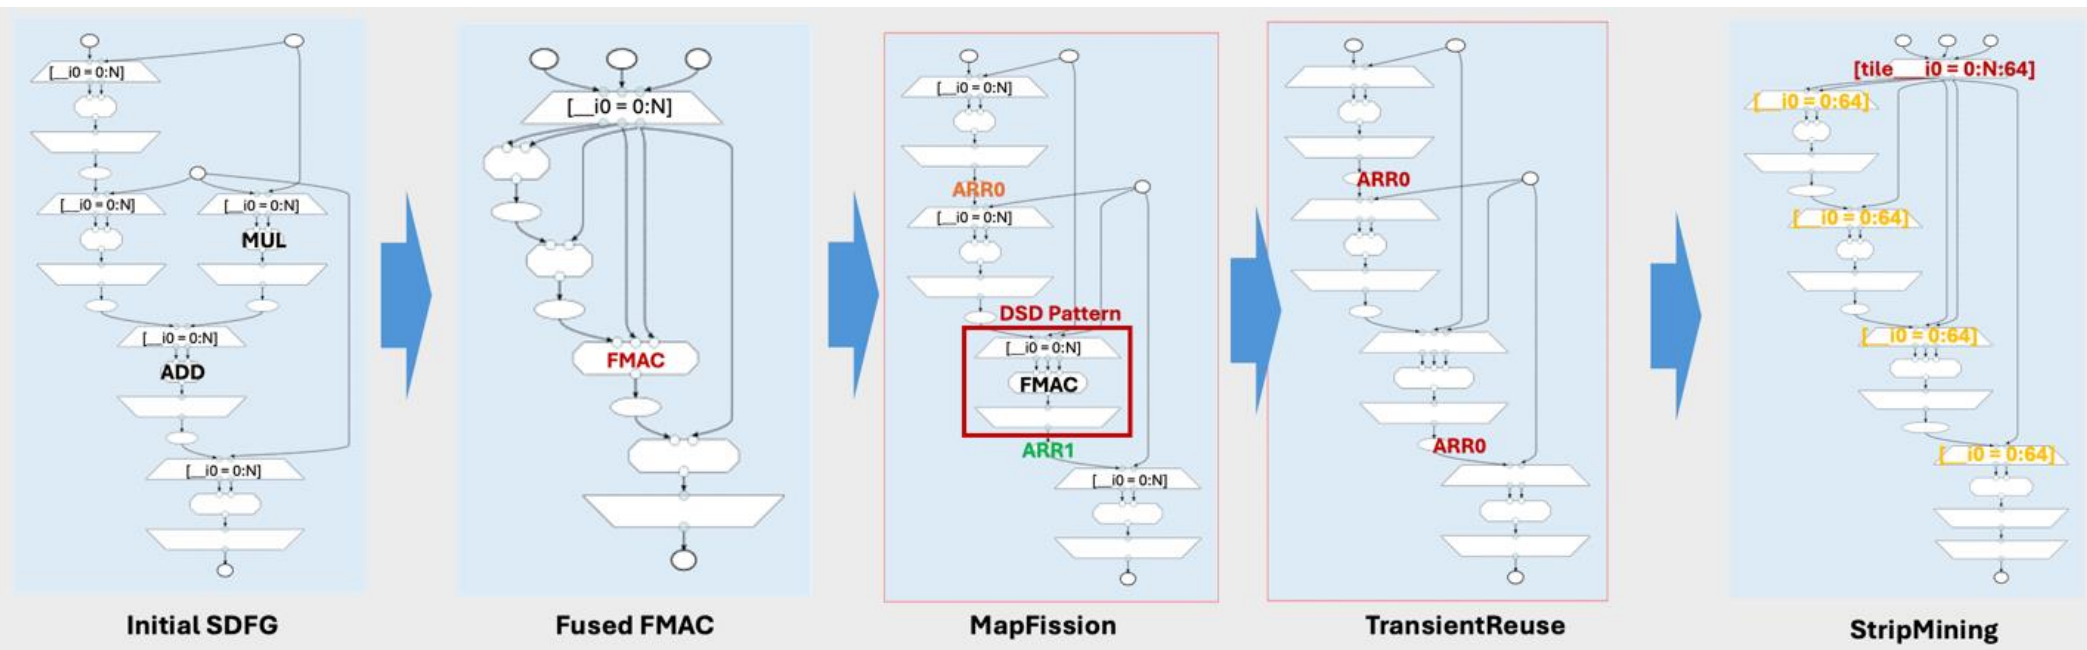 [__i0 = 0:N]
[__i0 = 0:N]
[__i0 = 0:N]
MUL
[__i0 = 0:N]
ADD
[__i0 = 0:N]
Initial SDFG
[__i0 = 0:N]
FMAC
Fused FMAC
[__i0 = 0:N]
ARR0
[__i0 = 0:N]
DSD Pattern
[__i0 = 0:N]
FMAC
ARR1
[__i0 = 0:N]
MapFission
ARR0
ARR0
TransientReuse
[tile___i0 = 0:N:64]
[__i0 = 0:64]
[__i0 = 0:64]
[__i0 = 0:64]
[__i0 = 0:64]
StripMining